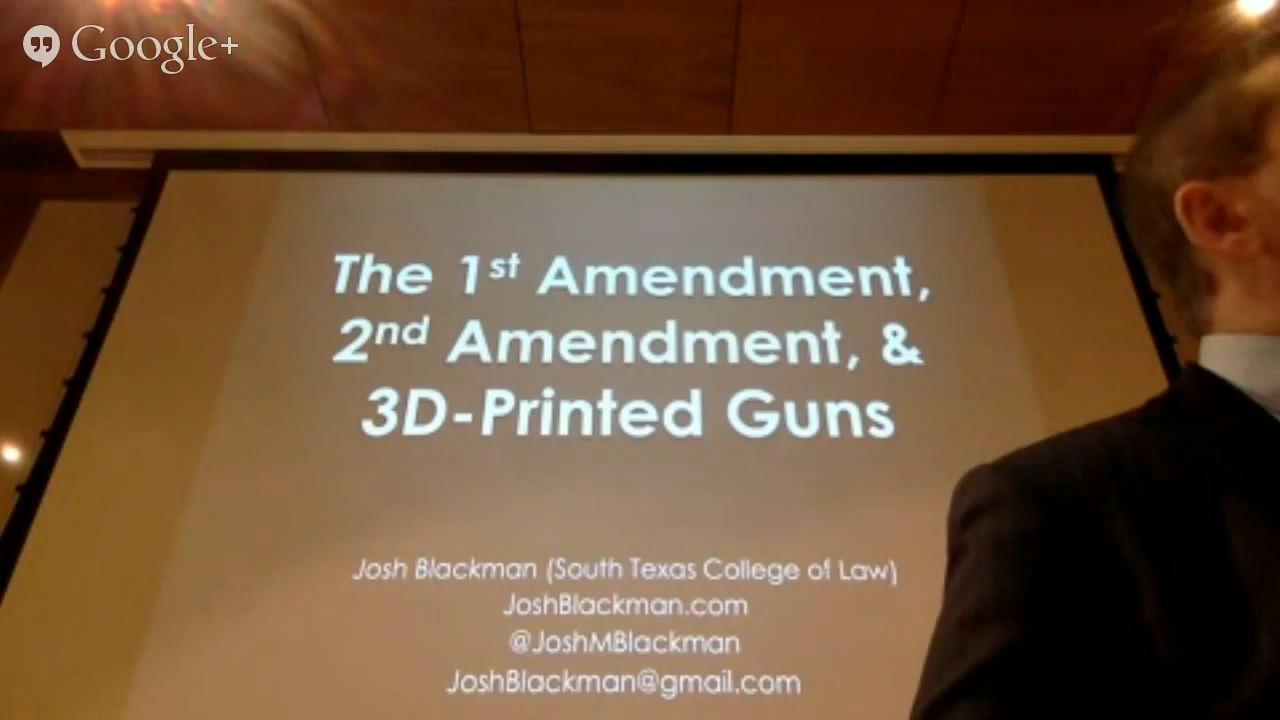 Google+
The 1st Amendment,
2nd Amendment, &
3D-Printed Guns
Josh Blackman (South Texas College of Law)
JoshBlackman.com
@JoshMBlackman
JoshBlackman@gmail.com